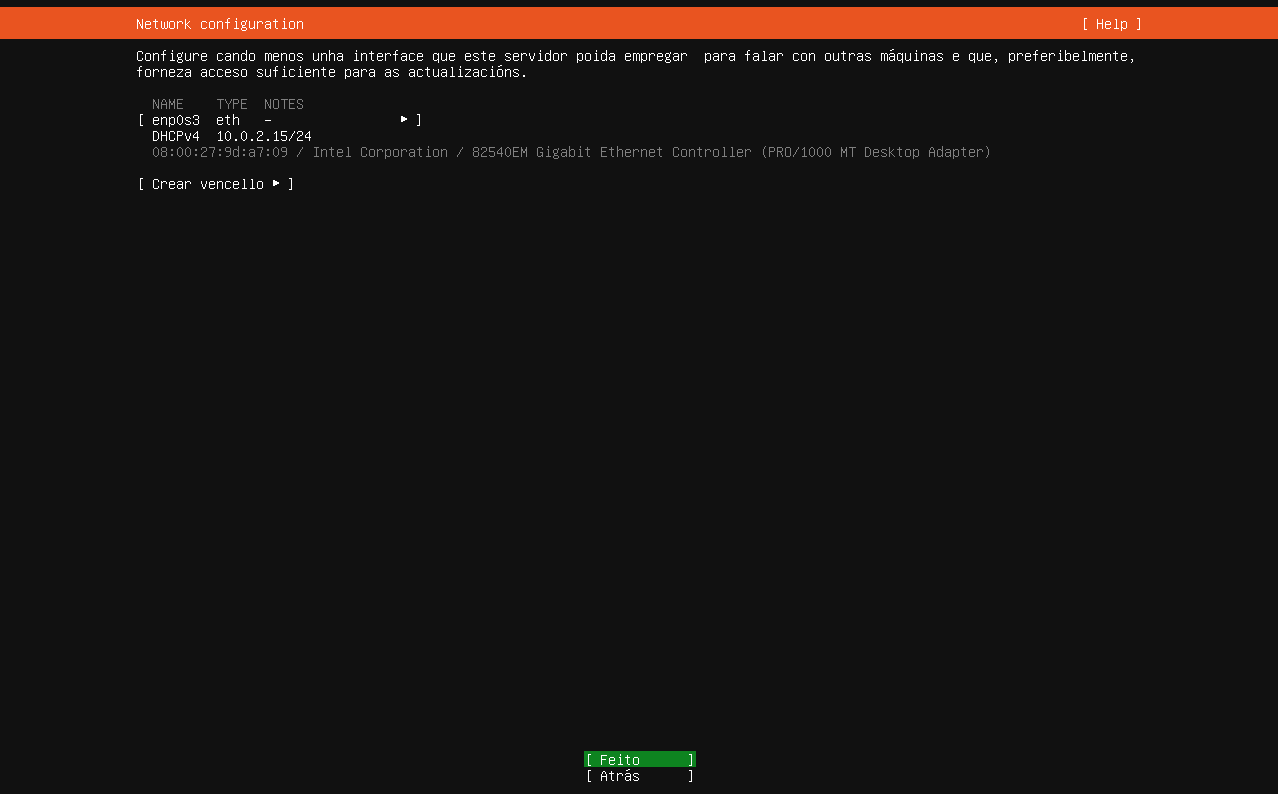 Network configuration [ Help ]
Configure cando menos unha interface que este servidor poida empregar  para falar con outras máquinas e que, preferibelmente,
forneza acceso suficiente para as actualizacións.
NAME TYPE NOTES
[ enp0s3 eth – ▸ ]
DHCPv4 10.0.2.15/24
08:00:27:9d:a7:09 / Intel Corporation / 82540EM Gigabit Ethernet Controller (PRO/1000 MT Desktop Adapter)
[ Crear vencello ▸ ]
[ Feito ]
[ Atrás ]